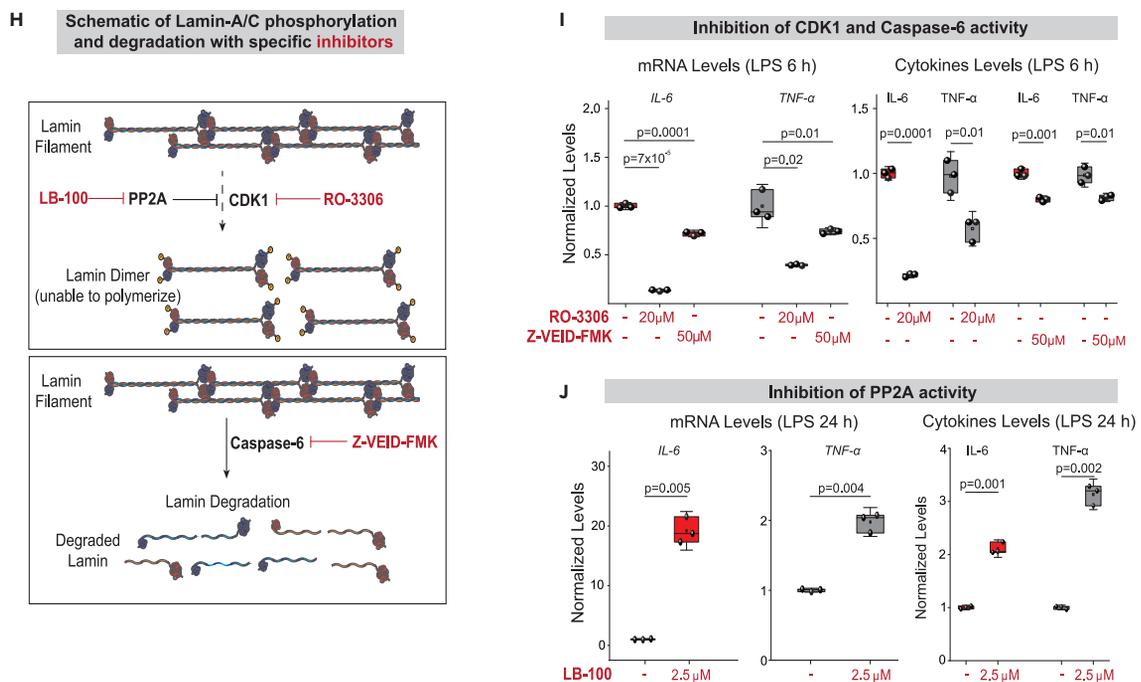 H
Schematic of Lamin-A/C phosphorylation
and degradation with specific inhibitors
Lamin
Filament
LB-100 PP2A CDK1 RO-3306
Lamin Dimer
(unable to polymerize)
Lamin
Filament
Caspase-6 Z-VEID-FMK
Lamin Degradation
Degraded
Lamin
I
Inhibition of CDK1 and Caspase-6 activity
mRNA Levels (LPS 6 h)
Normalized Levels
2.0
1.5
1.0
0.5
IL-6 TNF-α
p=0.0001 p=0.01
p=7x10⁻⁵ p=0.02
Cytokines Levels (LPS 6 h)
1.5
1.0
0.5
IL-6 TNF-α IL-6 TNF-α
p=0.0001 p=0.01 p=0.001 p=0.01
RO-3306 - 20μM - - 20μM - - 20μM - 20μM - - - -
Z-VEID-FMK - - 50μM - - 50μM - - - - - 50μM - 50μM
J
Inhibition of PP2A activity
mRNA Levels (LPS 24 h)
Normalized Levels
30
20
10
0
IL-6
p=0.005
3
2
1
0
TNF-α
p=0.004
Cytokines Levels (LPS 24 h)
Normalized Levels
4
3
2
1
0
IL-6 TNF-α
p=0.001 p=0.002
LB-100 - 2.5 μM - 2.5 μM - 2.5 μM - 2.5 μM